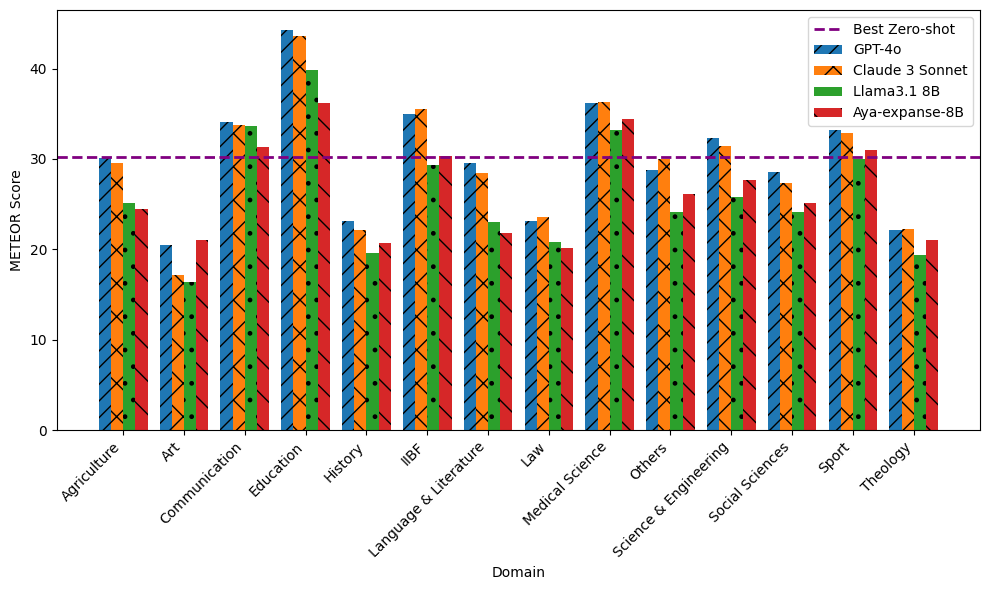 Best Zero-shot
GPT-4o
Claude 3 Sonnet
Llama3.1 8B
Aya-expanse-8B
METEOR Score
40
30
20
10
0
Agriculture
Art
Communication
Education
History
IIBF
Language & Literature
Law
Medical Science
Others
Science & Engineering
Social Sciences
Sport
Theology
Domain